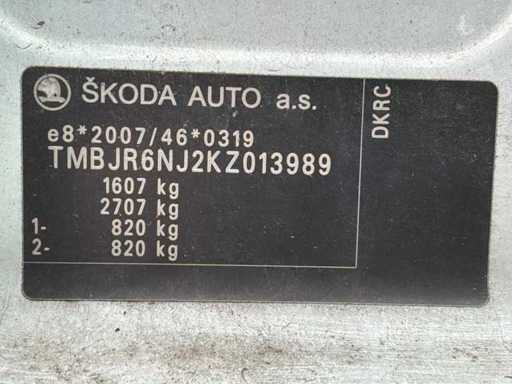 ŠKODA AUTO a.s.
e8*2007/46*0319
TMBJR6NJ2KZ013989
1607 kg
2707 kg
1- 820 kg
2- 820 kg
DKRC